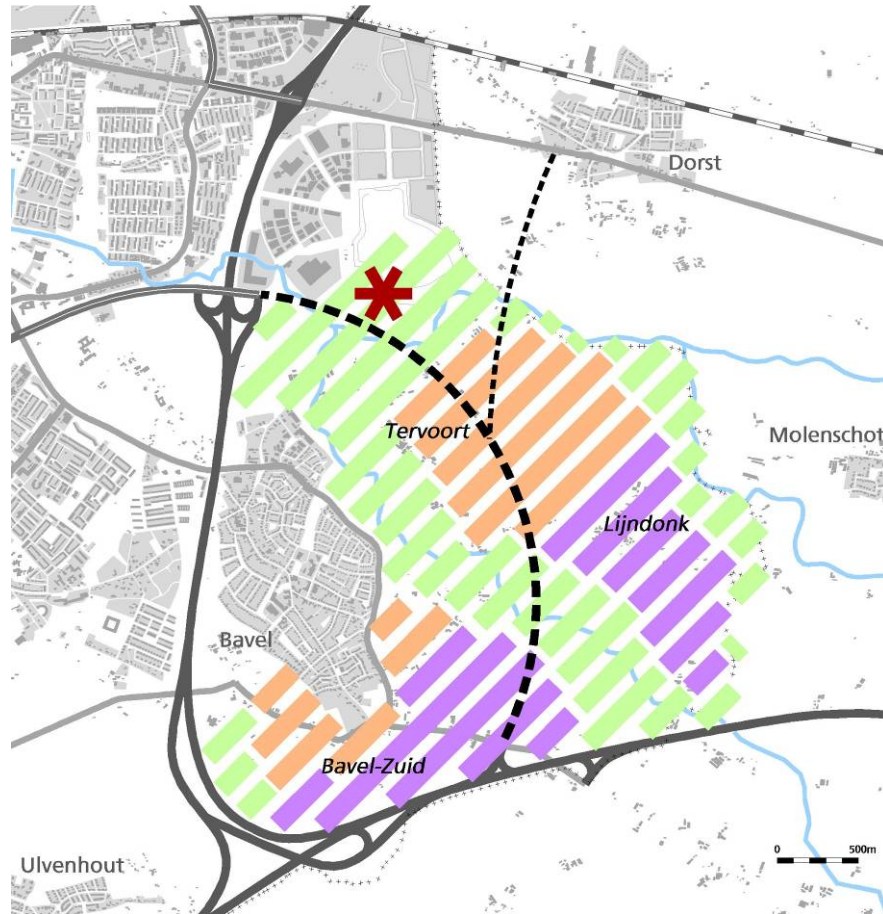 Dorst
Tervoort
Molenschot
Lijndonk
Bavel
Bavel-Zuid
0 500m
Ulvenhout